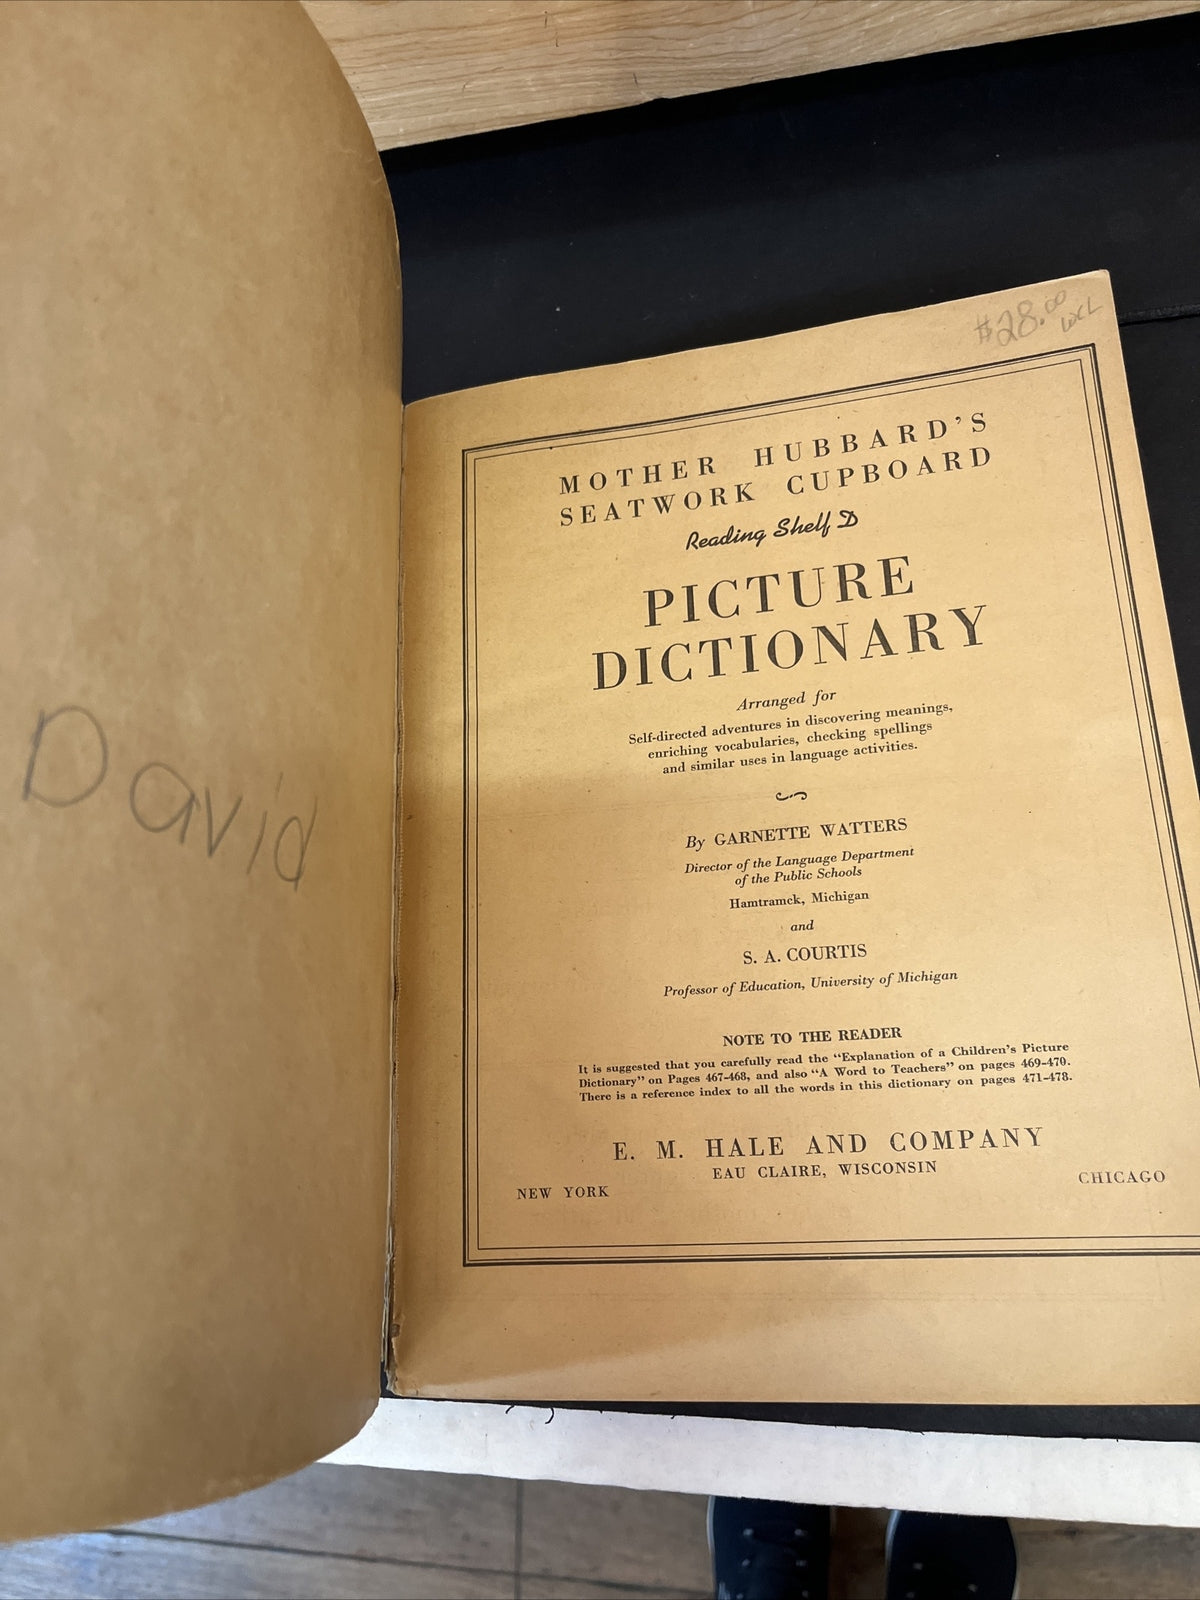 David
$28.00
WCL
MOTHER HUBBARD'S
SEATWORK CUPBOARD
Reading Shelf D
PICTURE
DICTIONARY
Arranged for
Self-directed adventures in discovering meanings,
enriching vocabularies, checking spellings
and similar uses in language activities.
By GARNETTE WATTERS
Director of the Language Department
of the Public Schools
Hamtramck, Michigan
and
S. A. COURTIS
Professor of Education, University of Michigan
NOTE TO THE READER
It is suggested that you carefully read the "Explanation of a Children's Picture
Dictionary" on Pages 467-468, and also "A Word to Teachers" on pages 469-470.
There is a reference index to all the words in this dictionary on pages 471-478.
E. M. HALE AND COMPANY
EAU CLAIRE, WISCONSIN
NEW YORK CHICAGO